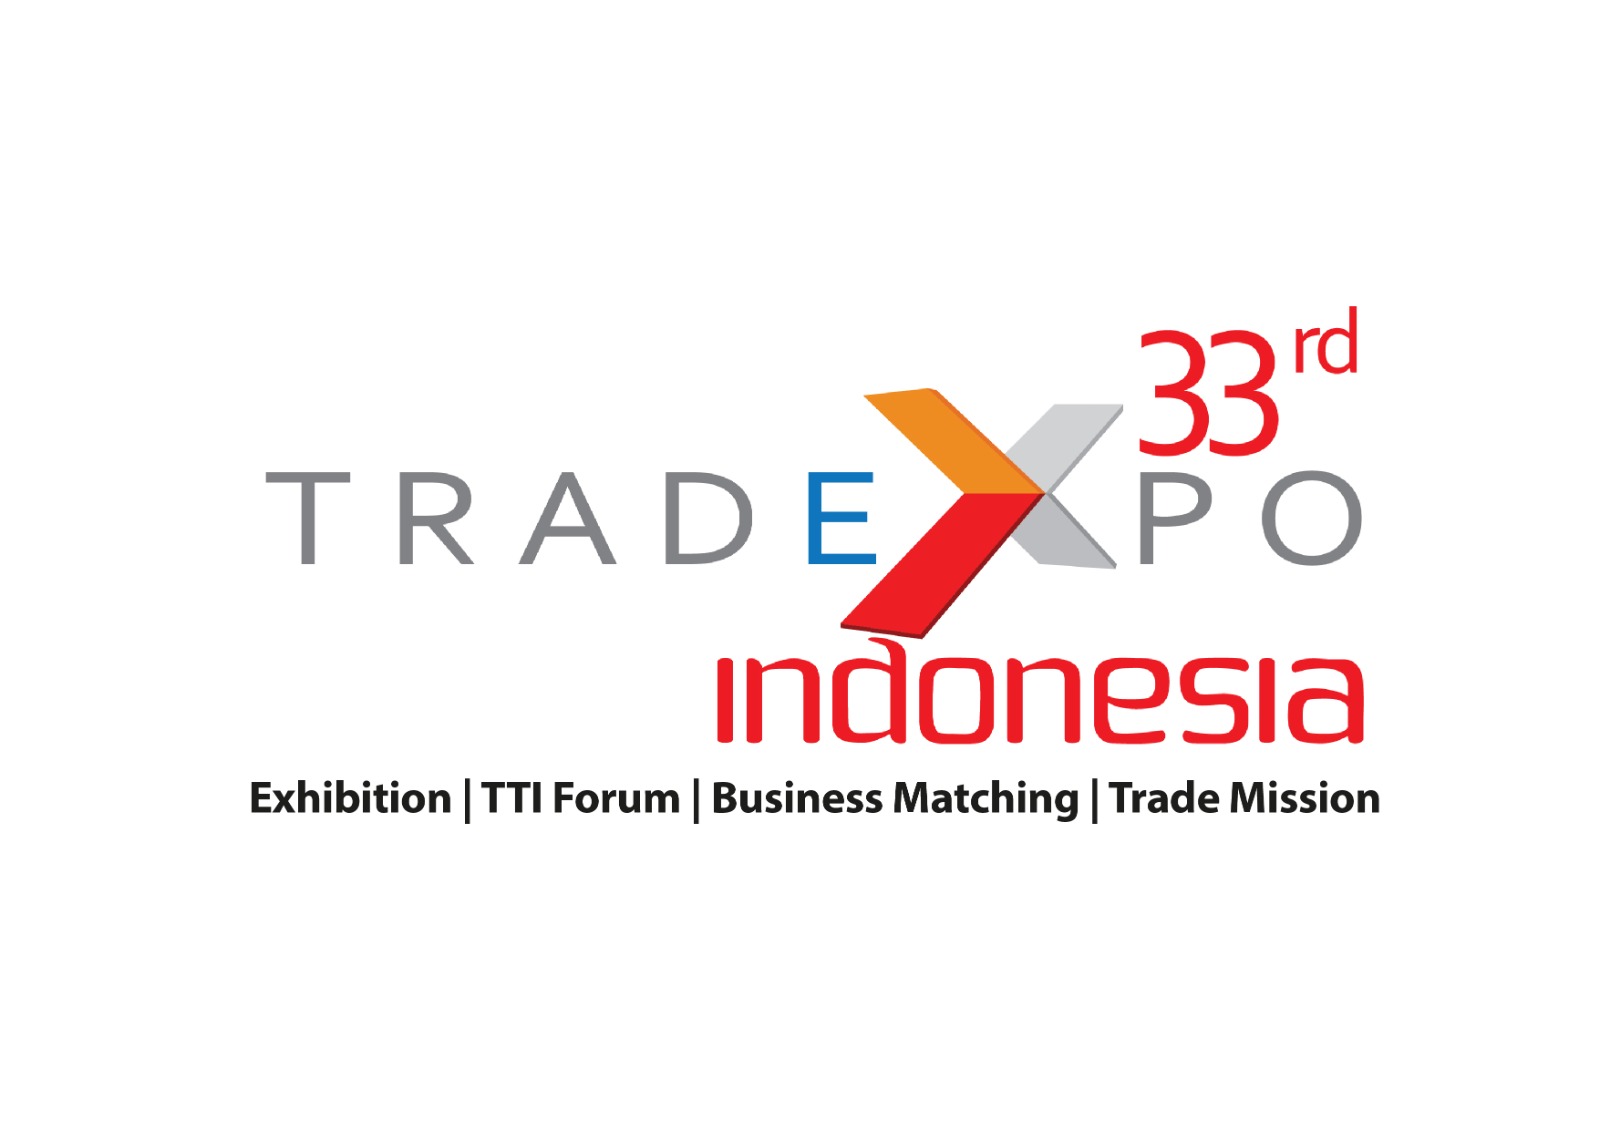 33rd
TRADEXPO
indonesia
Exhibition | TTI Forum | Business Matching | Trade Mission